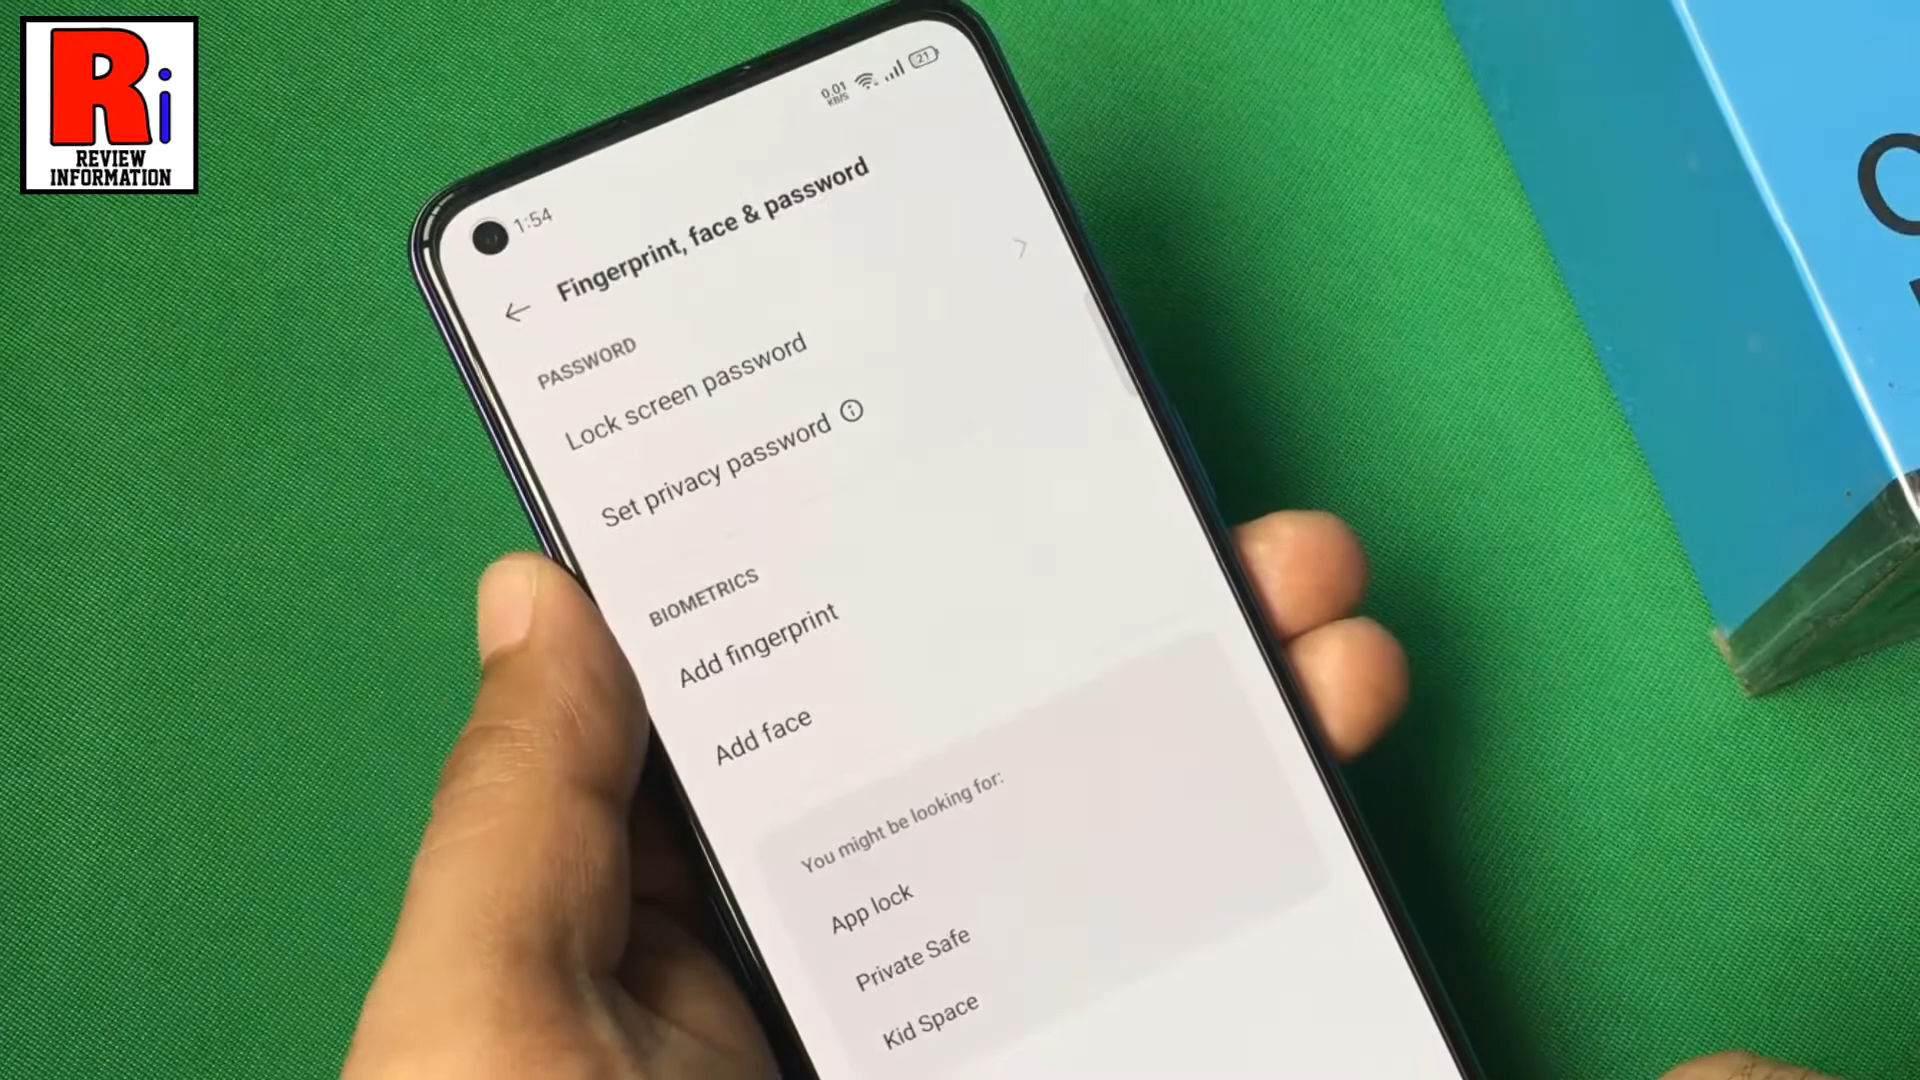 Ri
REVIEW
INFORMATION
0.01
KB/S
21
1:54
Fingerprint, face & password
PASSWORD
Lock screen password
Set privacy password
BIOMETRICS
Add fingerprint
Add face
You might be looking for:
App lock
Private Safe
Kid Space